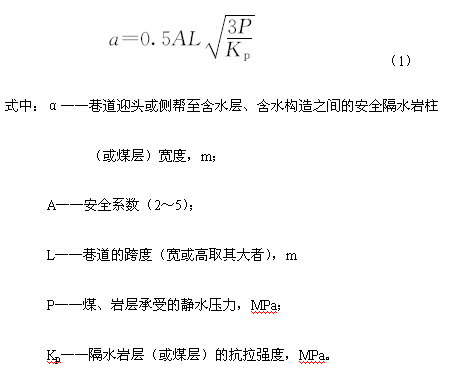 a=0.5AL√(3P/Kp)
（1）
式中：α——巷道迎头或侧帮至含水层、含水构造之间的安全隔水岩柱
（或煤层）宽度，m；
A——安全系数（2～5）；
L——巷道的跨度（宽或高取其大者），m
P——煤、岩层承受的静水压力，MPa；
Kp——隔水岩层（或煤层）的抗拉强度，MPa。